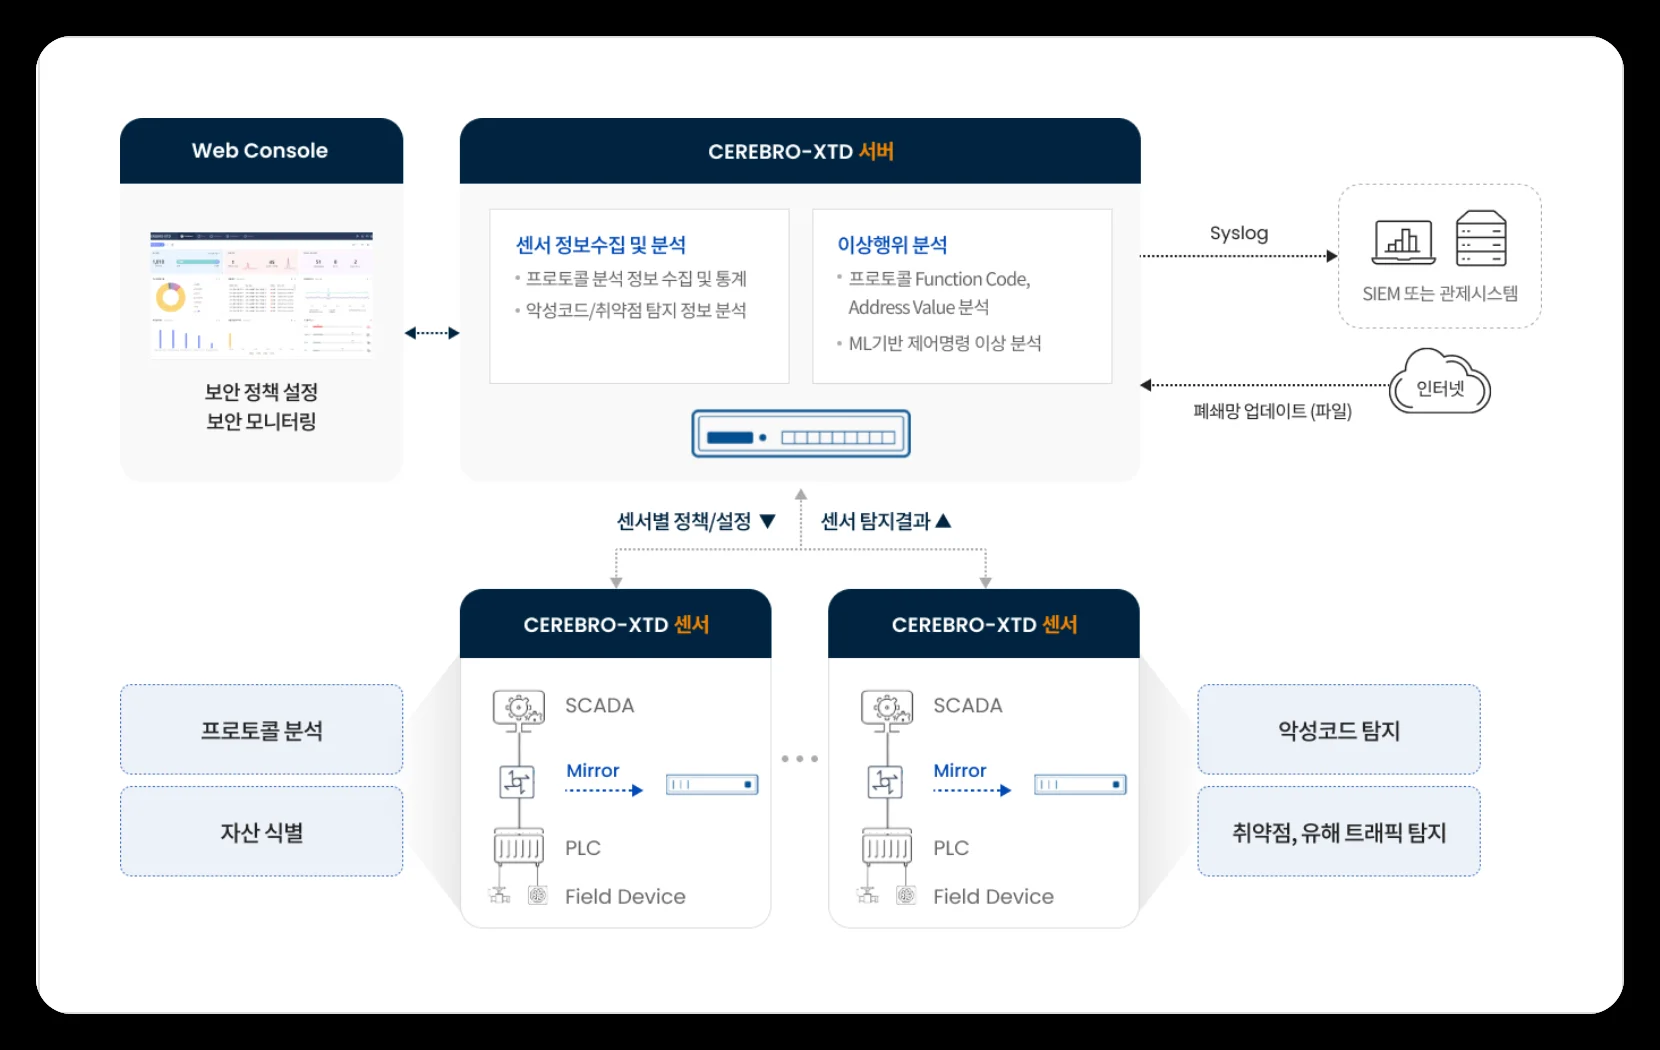 Web Console
보안 정책 설정
보안 모니터링
CEREBRO-XTD 서버
센서 정보수집 및 분석
• 프로토콜 분석 정보 수집 및 통계
• 악성코드/취약점 탐지 정보 분석
이상행위 분석
• 프로토콜 Function Code,
Address Value 분석
• ML기반 제어명령 이상 분석
Syslog
SIEM 또는 관제시스템
인터넷
폐쇄망 업데이트 (파일)
센서별 정책/설정 ▼
센서 탐지결과 ▲
CEREBRO-XTD 센서
SCADA
Mirror
PLC
Field Device
CEREBRO-XTD 센서
SCADA
Mirror
PLC
Field Device
프로토콜 분석
자산 식별
악성코드 탐지
취약점, 유해 트래픽 탐지